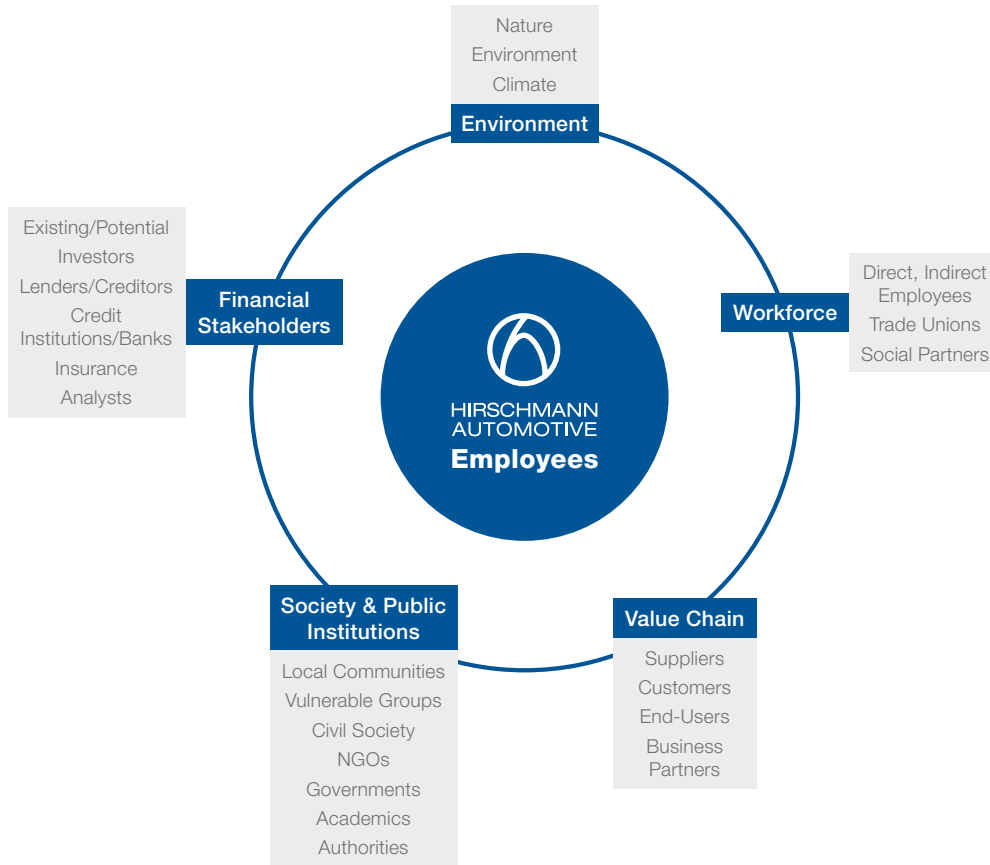 Nature
Environment
Climate
Environment
Existing/Potential
Investors
Lenders/Creditors
Credit
Institutions/Banks
Insurance
Analysts
Financial
Stakeholders
Workforce
Direct, Indirect
Employees
Trade Unions
Social Partners
HIRSCHMANN
AUTOMOTIVE
Employees
Society & Public
Institutions
Local Communities
Vulnerable Groups
Civil Society
NGOs
Governments
Academics
Authorities
Value Chain
Suppliers
Customers
End-Users
Business
Partners